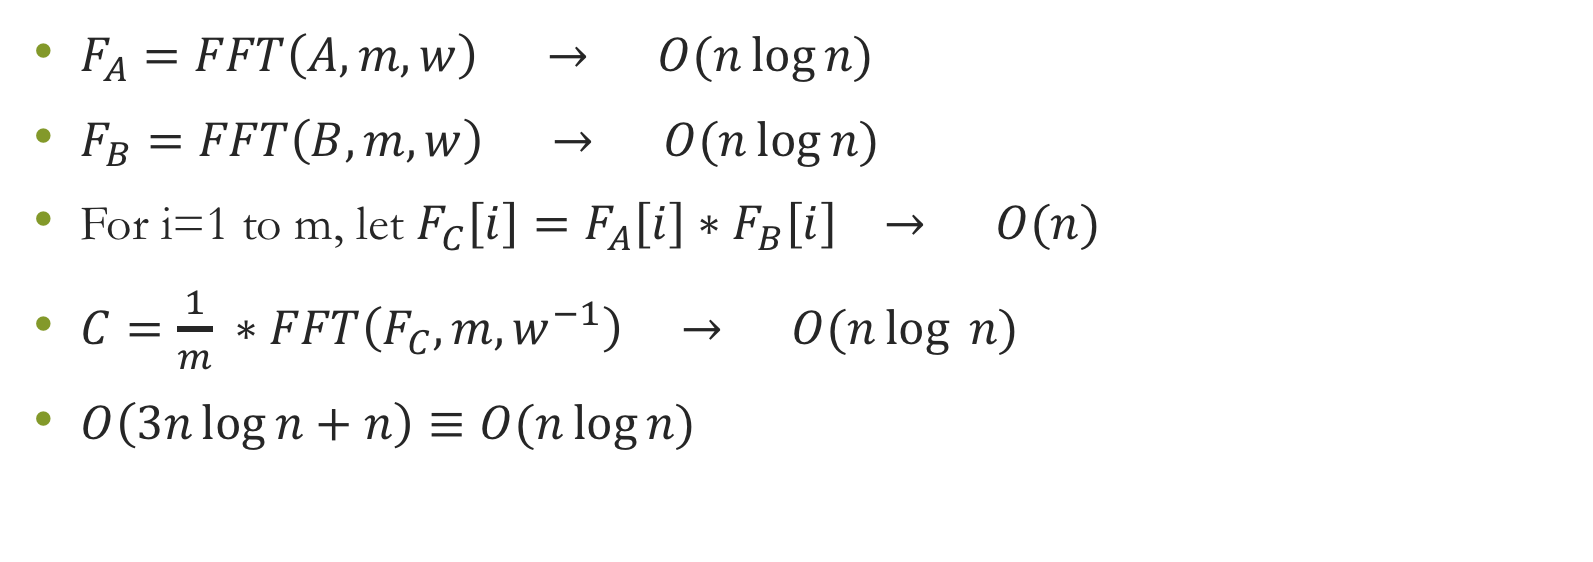 • F_A = FFT(A, m, w) → O(n log n)
• F_B = FFT(B, m, w) → O(n log n)
• For i=1 to m, let F_C[i] = F_A[i] ∗ F_B[i] → O(n)
• C = 1/m ∗ FFT(F_C, m, w⁻¹) → O(n log n)
• O(3n log n + n) ≡ O(n log n)